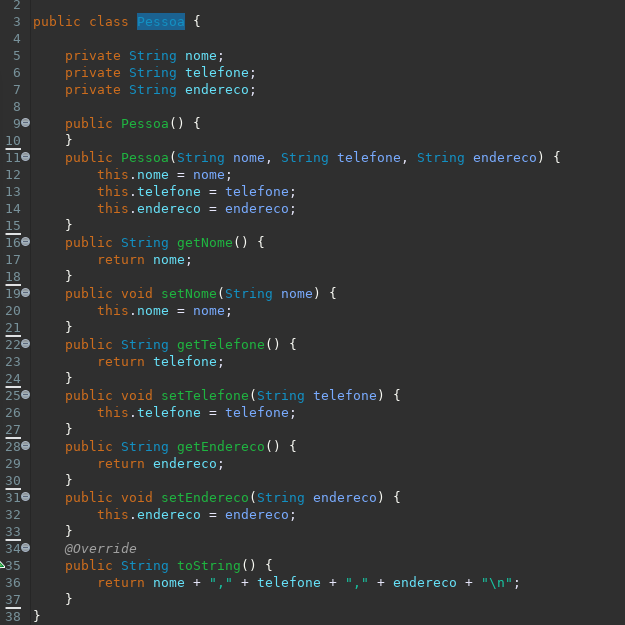 2
3 public class Pessoa {
4
5     private String nome;
6     private String telefone;
7     private String endereco;
8
9     public Pessoa() {
10     }
11     public Pessoa(String nome, String telefone, String endereco) {
12         this.nome = nome;
13         this.telefone = telefone;
14         this.endereco = endereco;
15     }
16     public String getNome() {
17         return nome;
18     }
19     public void setNome(String nome) {
20         this.nome = nome;
21     }
22     public String getTelefone() {
23         return telefone;
24     }
25     public void setTelefone(String telefone) {
26         this.telefone = telefone;
27     }
28     public String getEndereco() {
29         return endereco;
30     }
31     public void setEndereco(String endereco) {
32         this.endereco = endereco;
33     }
34     @Override
35     public String toString() {
36         return nome + "," + telefone + "," + endereco + "\n";
37     }
38 }